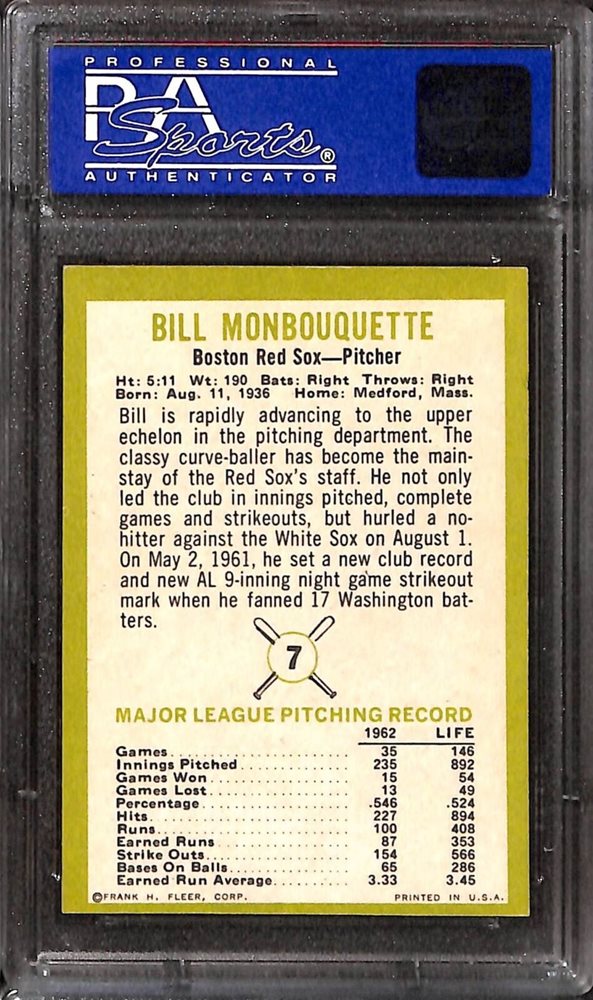 PROFESSIONAL
PSA
Sports®
AUTHENTICATOR
BILL MONBOUQUETTE
Boston Red Sox—Pitcher
Ht: 5:11 Wt: 190 Bats: Right Throws: Right
Born: Aug. 11, 1936 Home: Medford, Mass.
Bill is rapidly advancing to the upper
echelon in the pitching department. The
classy curve-baller has become the main-
stay of the Red Sox's staff. He not only
led the club in innings pitched, complete
games and strikeouts, but hurled a no-
hitter against the White Sox on August 1.
On May 2, 1961, he set a new club record
and new AL 9-inning night game strikeout
mark when he fanned 17 Washington bat-
ters.
7
MAJOR LEAGUE PITCHING RECORD
1962 LIFE
Games 35 146
Innings Pitched 235 892
Games Won 15 54
Games Lost 13 49
Percentage .546 .524
Hits 227 894
Runs 100 408
Earned Runs 87 353
Strike Outs 154 566
Bases On Balls 65 286
Earned Run Average 3.33 3.45
©FRANK H. FLEER, CORP. PRINTED IN U.S.A.